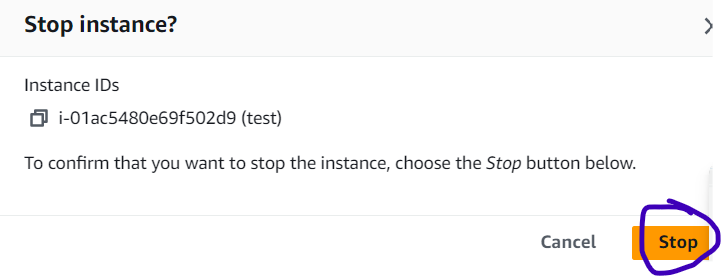 Stop instance?
Instance IDs
i-01ac5480e69f502d9 (test)
To confirm that you want to stop the instance, choose the Stop button below.
Cancel Stop